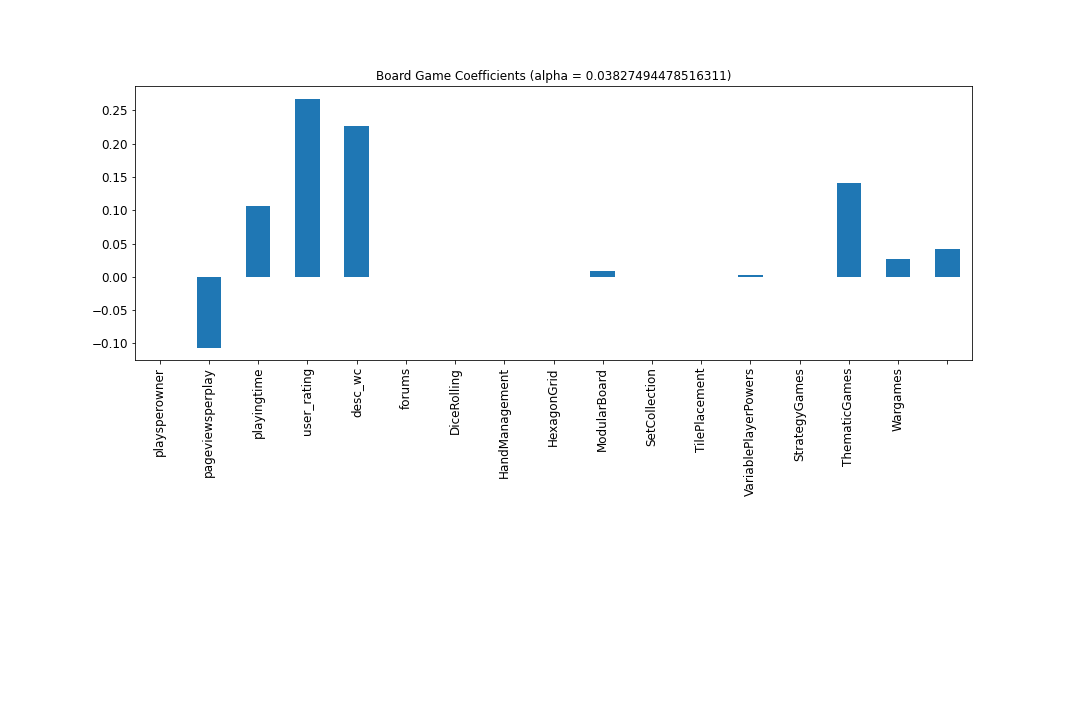 Board Game Coefficients (alpha = 0.03827494478516311)
0.25
0.20
0.15
0.10
0.05
0.00
−0.05
−0.10
playsperowner
pageviewsperplay
playingtime
user_rating
desc_wc
forums
DiceRolling
HandManagement
HexagonGrid
ModularBoard
SetCollection
TilePlacement
VariablePlayerPowers
StrategyGames
ThematicGames
Wargames